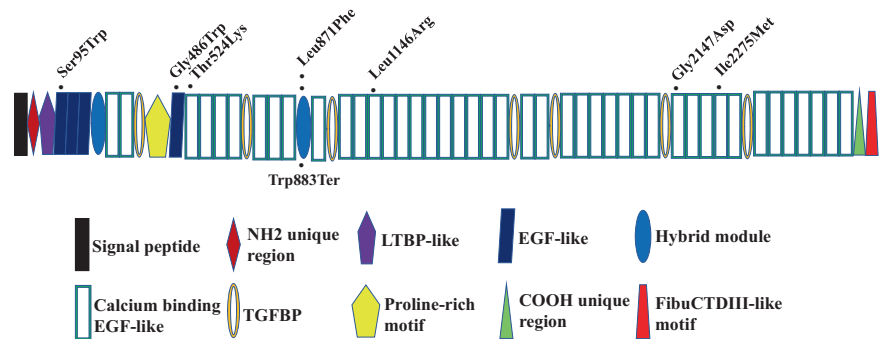 Ser95Trp
Gly486Trp
Thr524Lys
Leu871Phe
Leu1146Arg
Gly2147Asp
Ile2275Met
Trp883Ter
Signal peptide
NH2 unique
region
LTBP-like
EGF-like
Hybrid module
Calcium binding
EGF-like
TGFBP
Proline-rich
motif
COOH unique
region
FibuCTDIII-like
motif